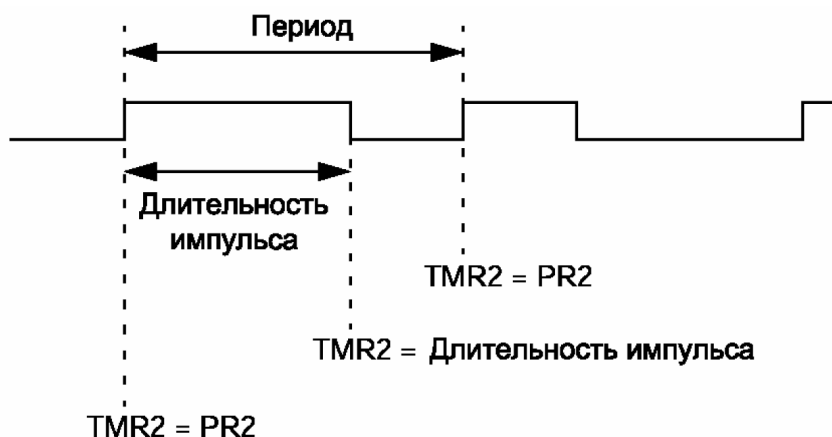 Период
Длительность
импульса
TMR2 = PR2
TMR2 = Длительность импульса
TMR2 = PR2